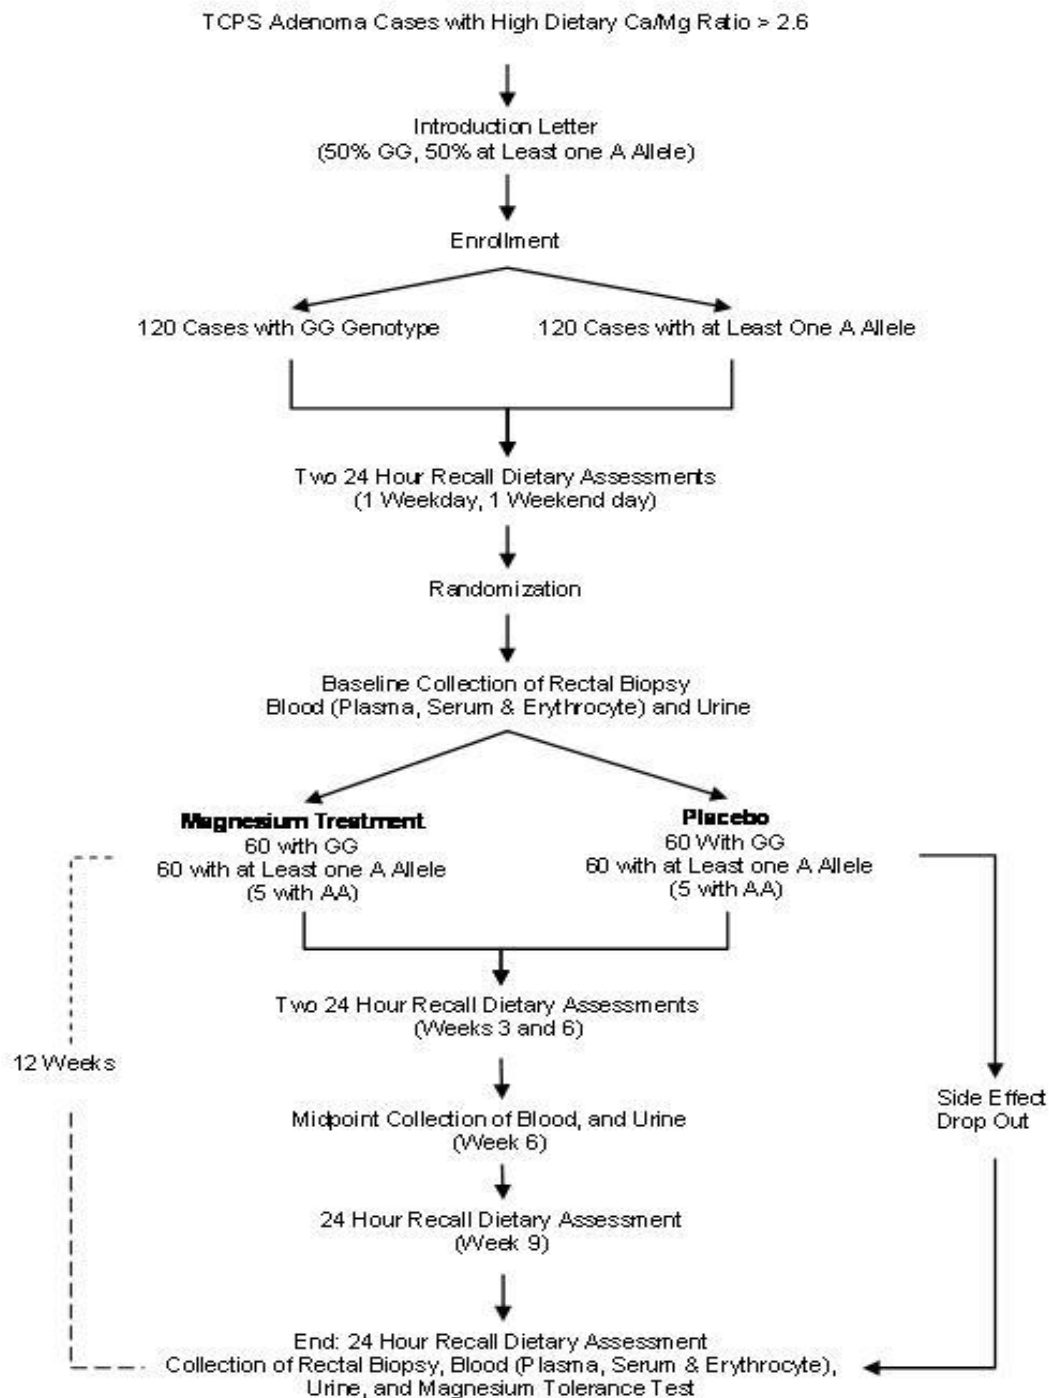 TCPS Adenoma Cases with High Dietary Ca/Mg Ratio > 2.6
Introduction Letter
(50% GG, 50% at Least one A Allele)
Enrollment
120 Cases with GG Genotype
120 Cases with at Least One A Allele
Two 24 Hour Recall Dietary Assessments
(1 Weekday, 1 Weekend day)
Randomization
Baseline Collection of Rectal Biopsy
Blood (Plasma, Serum & Erythrocyte) and Urine
Magnesium Treatment
60 with GG
60 with at Least one A Allele
(5 with AA)
Placebo
60 With GG
60 with at Least one A Allele
(5 with AA)
Two 24 Hour Recall Dietary Assessments
(Weeks 3 and 6)
12 Weeks
Side Effect
Drop Out
Midpoint Collection of Blood, and Urine
(Week 6)
24 Hour Recall Dietary Assessment
(Week 9)
End: 24 Hour Recall Dietary Assessment
Collection of Rectal Biopsy, Blood (Plasma, Serum & Erythrocyte),
Urine, and Magnesium Tolerance Test